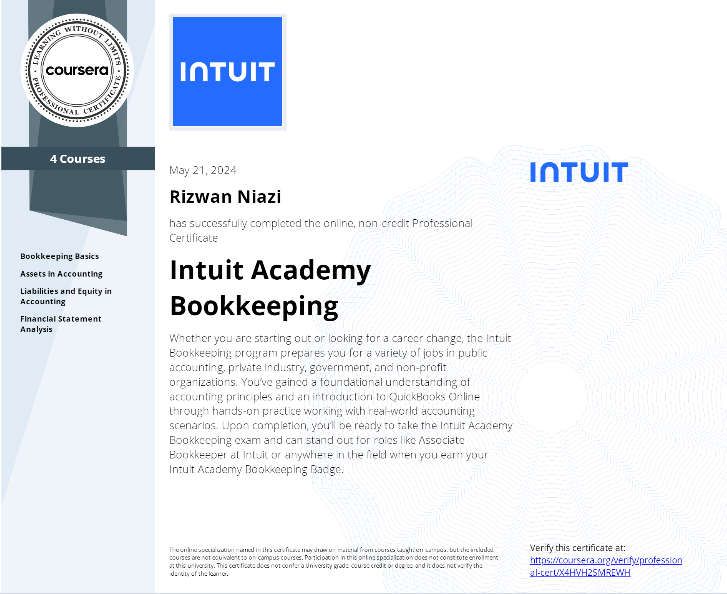 LEARNING WITHOUT LIMITS
coursera
PROFESSIONAL CERTIFICATE
4 Courses
Bookkeeping Basics
Assets in Accounting
Liabilities and Equity in
Accounting
Financial Statement
Analysis
INTUIT
May 21, 2024
Rizwan Niazi
has successfully completed the online, non-credit Professional
Certificate
Intuit Academy
Bookkeeping
Whether you are starting out or looking for a career change, the Intuit
Bookkeeping program prepares you for a variety of jobs in public
accounting, private industry, government, and non-profit
organizations. You've gained a foundational understanding of
accounting principles and an introduction to QuickBooks Online
through hands-on practice working with real-world accounting
scenarios. Upon completion, you'll be ready to take the Intuit Academy
Bookkeeping exam and can stand out for roles like Associate
Bookkeeper at Intuit or anywhere in the field when you earn your
Intuit Academy Bookkeeping Badge.
INTUIT
The online specialization named in this certificate may draw on material from courses taught on-campus, but the included
courses are not equivalent to on-campus courses. Participation in this online specialization does not constitute enrollment
at this university. This certificate does not confer a University grade, course credit or degree, and it does not verify the
identity of the learner.
Verify this certificate at:
https://coursera.org/verify/profession
al-cert/X4HVH2SMREWH